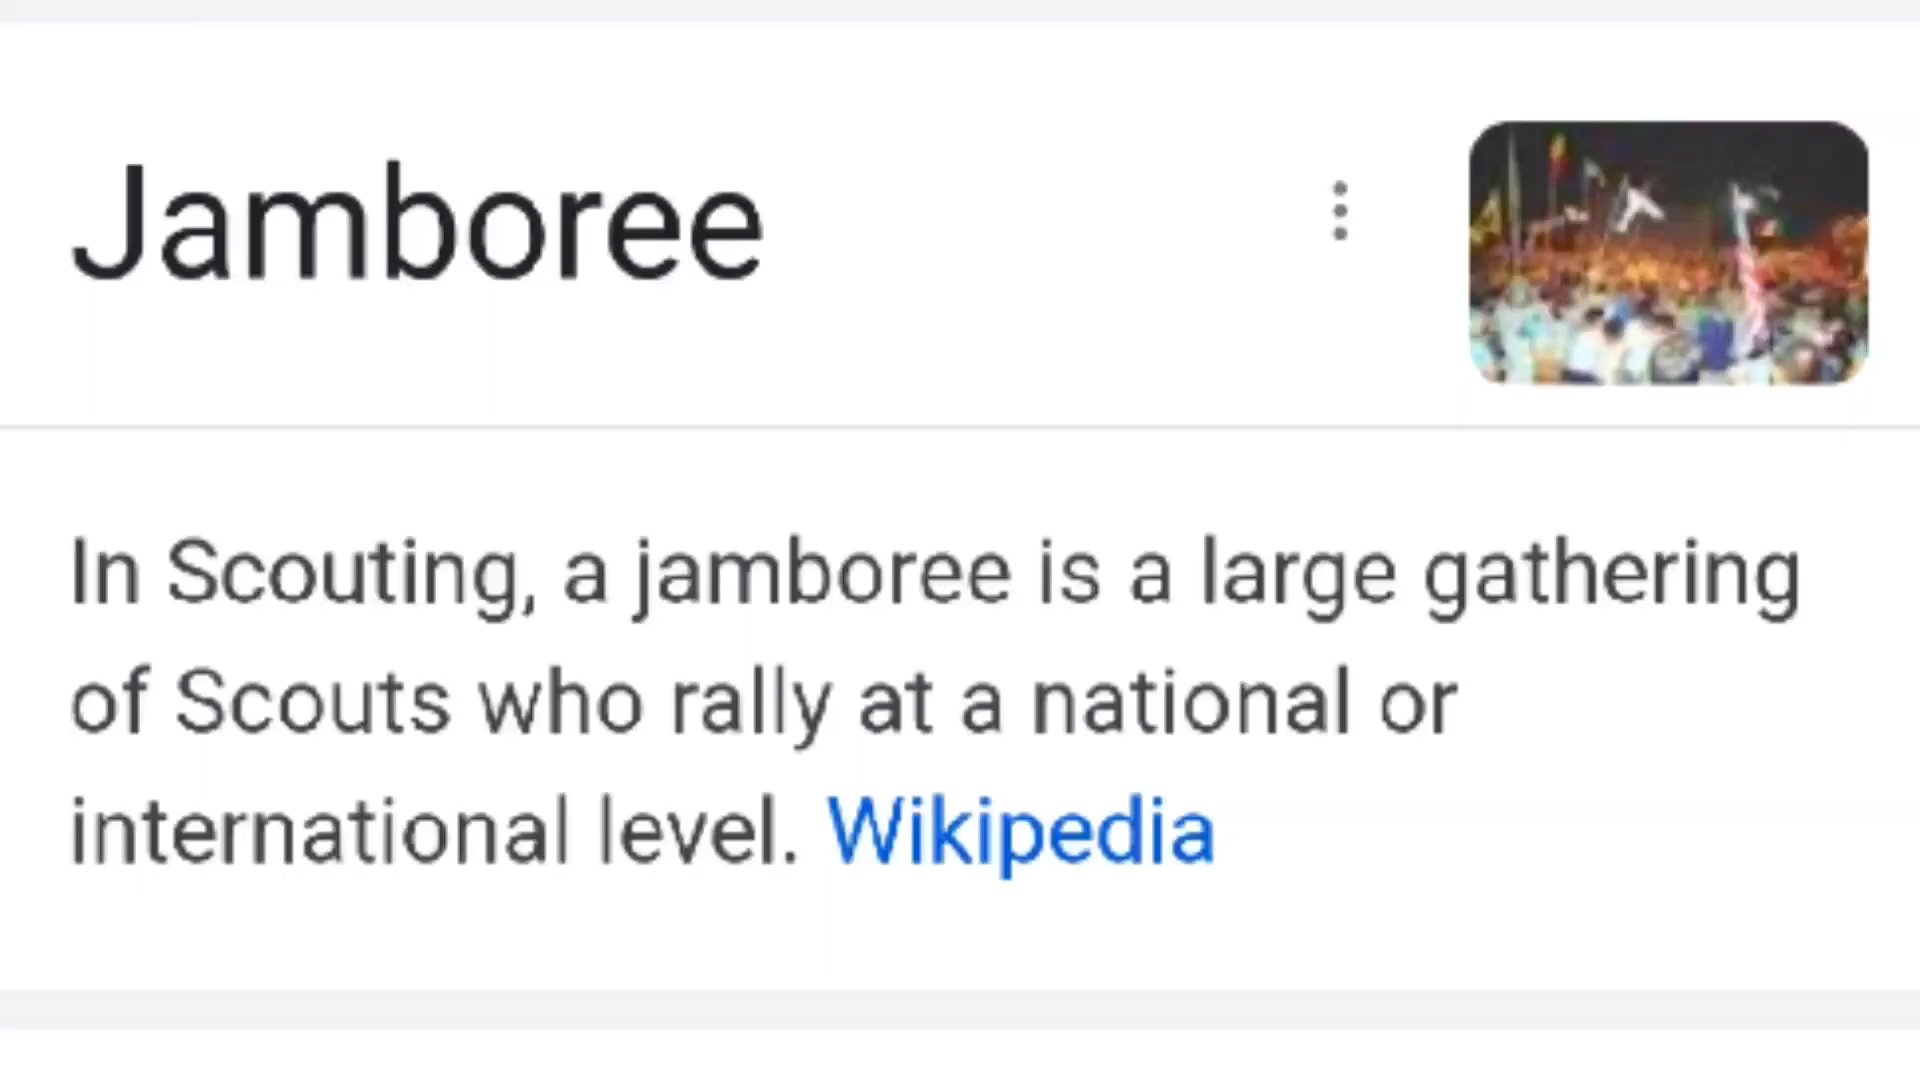 Jamboree
In Scouting, a jamboree is a large gathering
of Scouts who rally at a national or
international level. Wikipedia